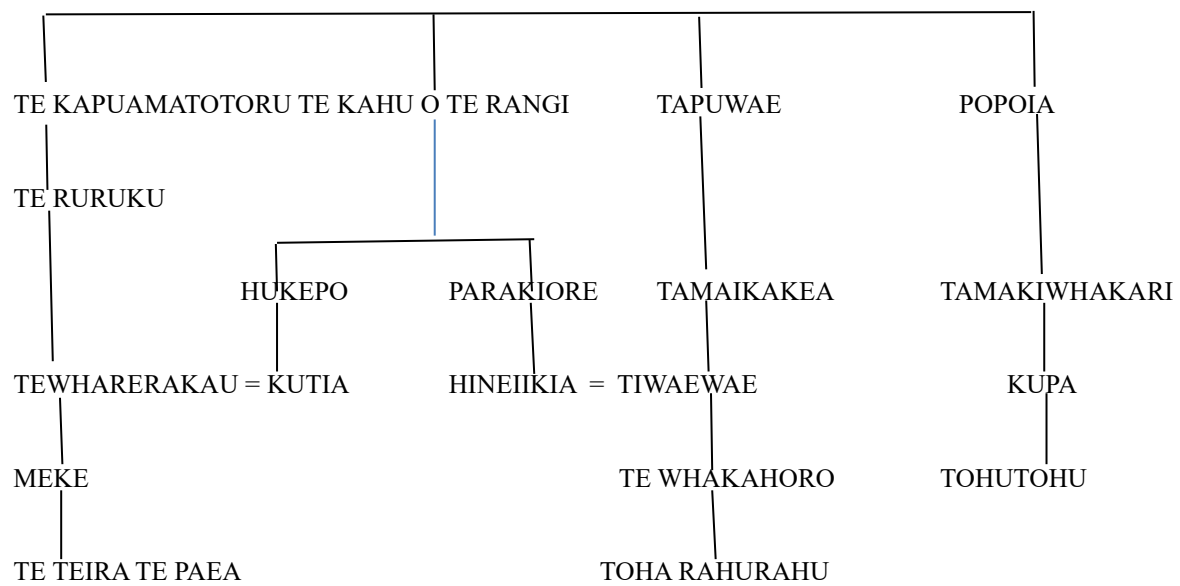 TE KAPUAMATOTORU TE KAHU O TE RANGI TAPUWAE POPOIA
TE RURUKU
HUKEPO PARAKIORE TAMAIKAKEA TAMAKIWHAKARI
TEWHARERAKAU = KUTIA HINEIIKIA = TIWAEWAE KUPA
MEKE TE WHAKAHORO TOHUTOHU
TE TEIRA TE PAEA TOHA RAHURAHU